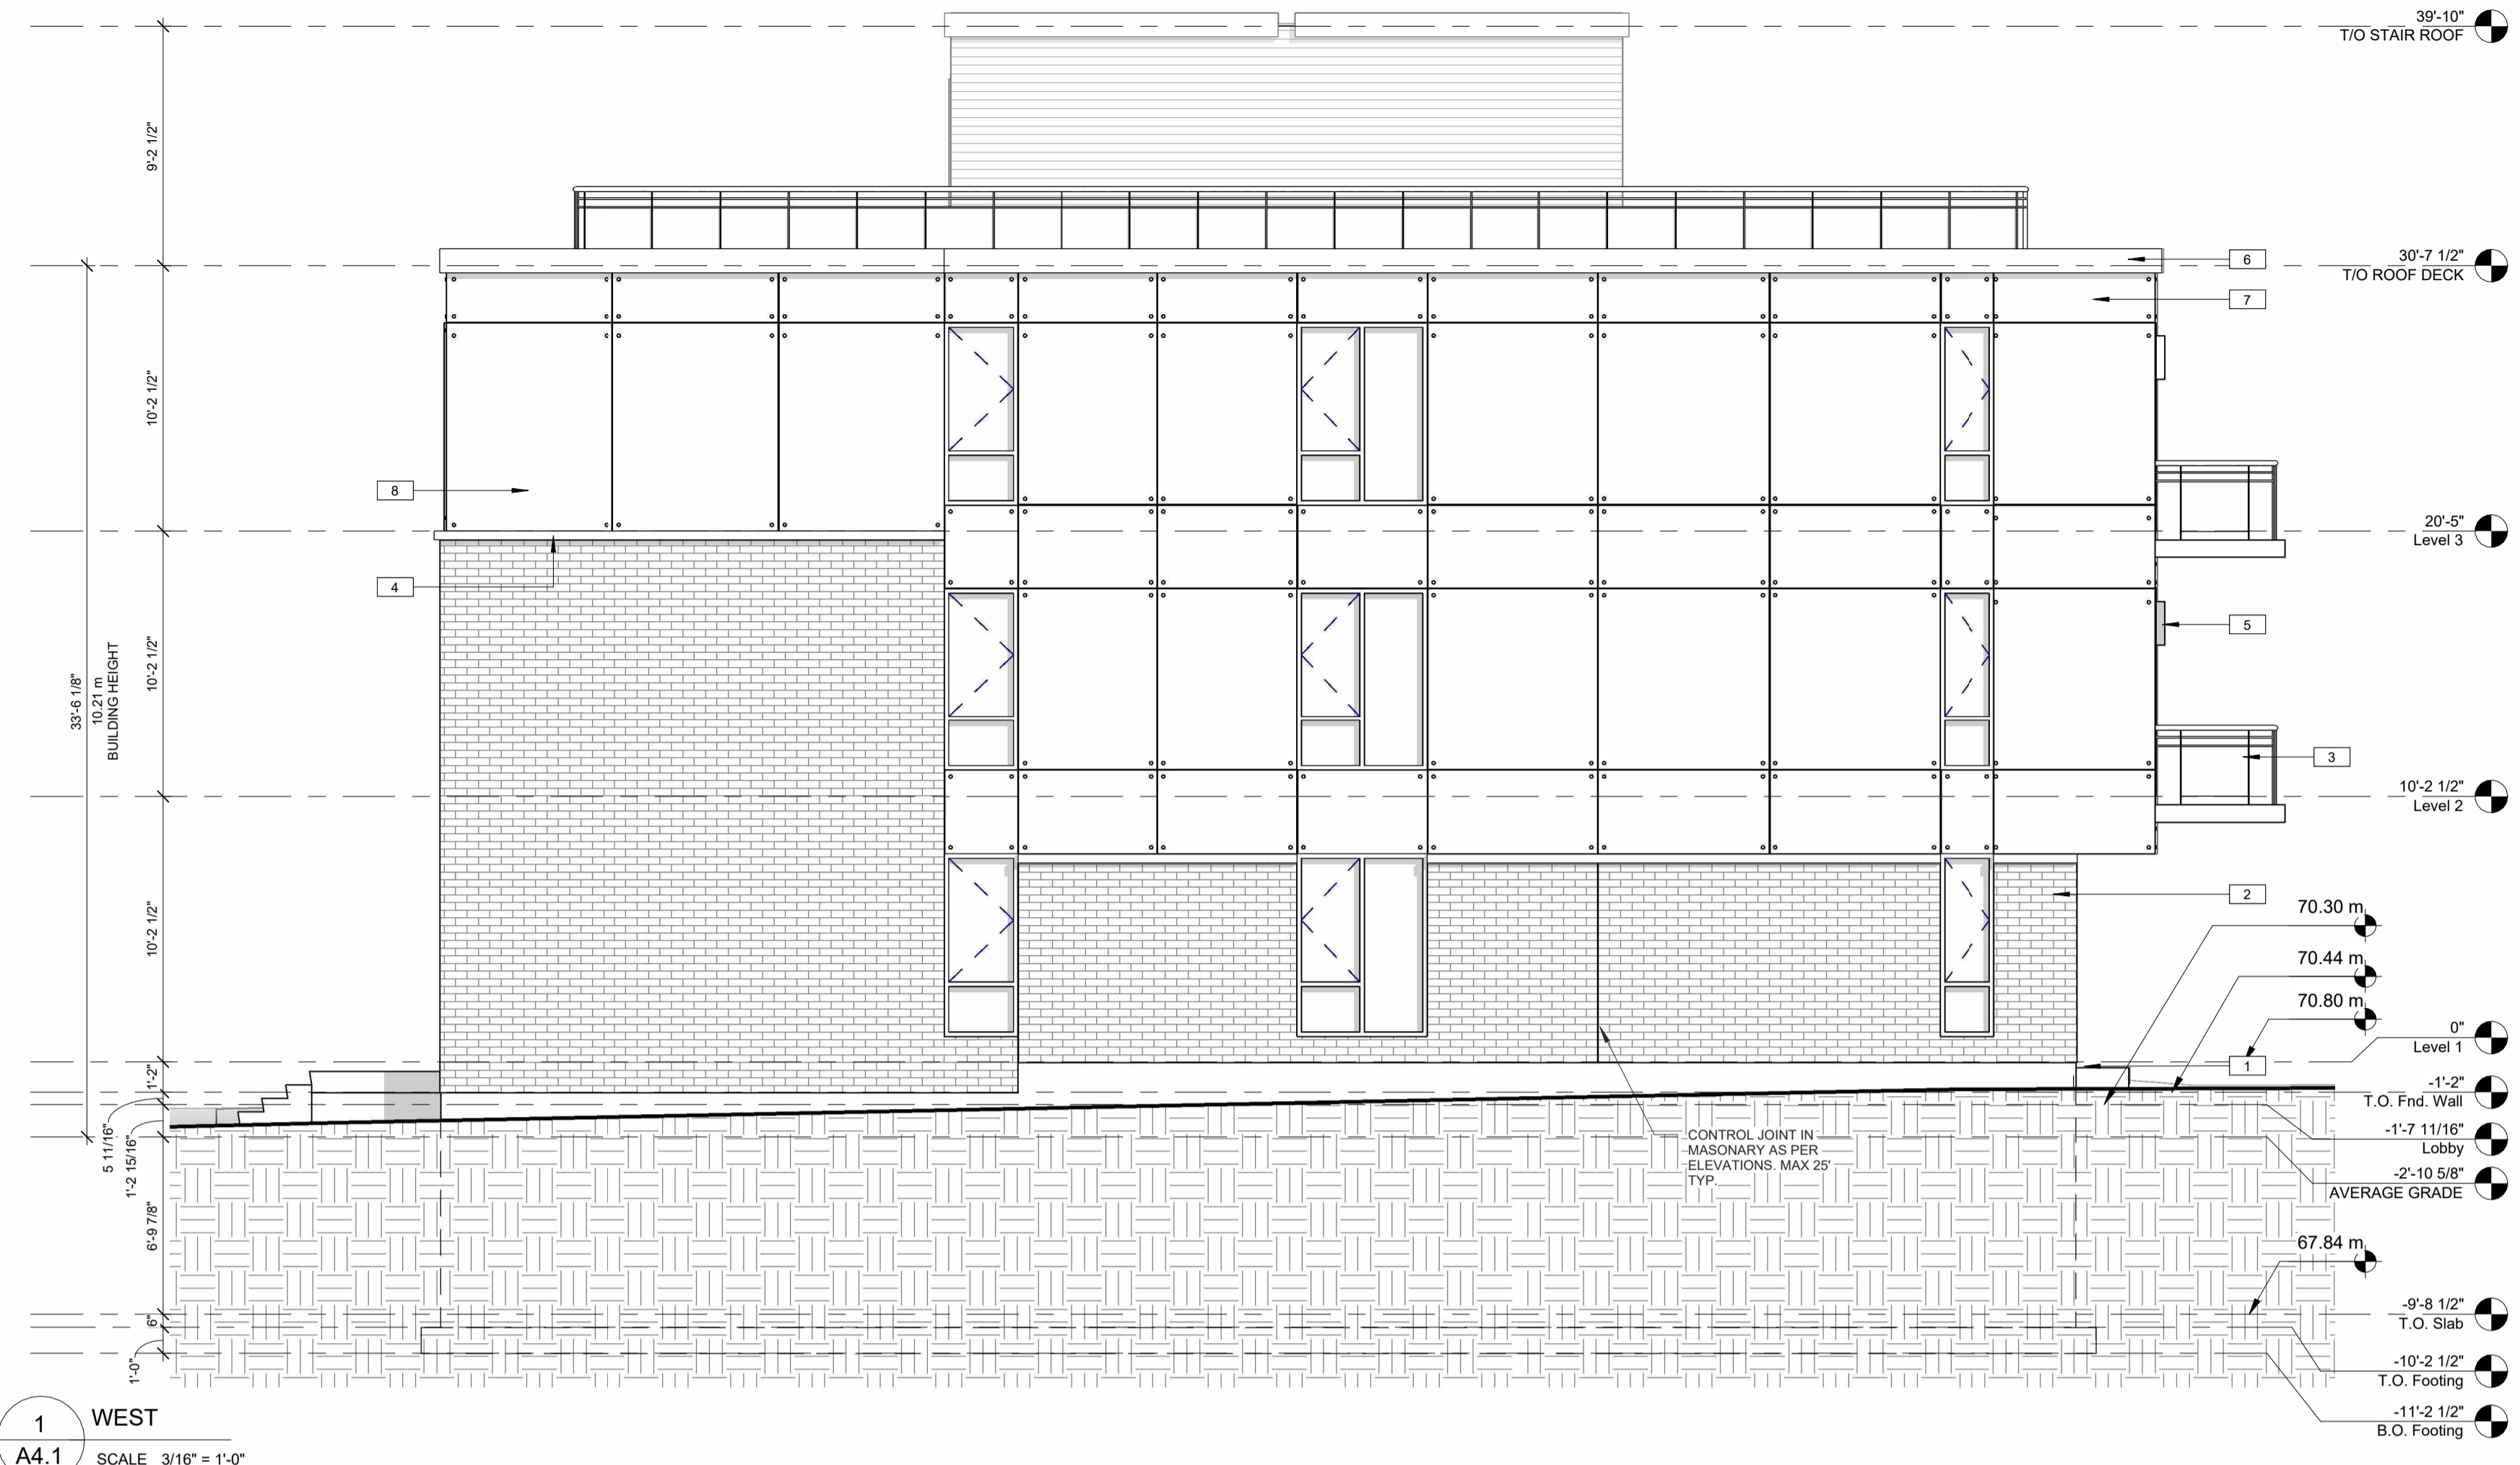 39'-10"
T/O STAIR ROOF
9'-2 1/2"
6
30'-7 1/2"
T/O ROOF DECK
7
10'-2 1/2"
8
20'-5"
Level 3
4
5
10'-2 1/2"
33'-6 1/8"
10.21 m
BUILDING HEIGHT
3
10'-2 1/2"
Level 2
2
10'-2 1/2"
70.30 m
70.44 m
70.80 m
0"
Level 1
1
1'-2"
-1'-2"
T.O. Fnd. Wall
5 11/16"
1'-2 15/16"
CONTROL JOINT IN
MASONARY AS PER
ELEVATIONS. MAX 25'
TYP.
-1'-7 11/16"
Lobby
-2'-10 5/8"
AVERAGE GRADE
6'-9 7/8"
67.84 m
-9'-8 1/2"
T.O. Slab
6"
1'-0"
-10'-2 1/2"
T.O. Footing
-11'-2 1/2"
B.O. Footing
1
WEST
A4.1
SCALE 3/16" = 1'-0"